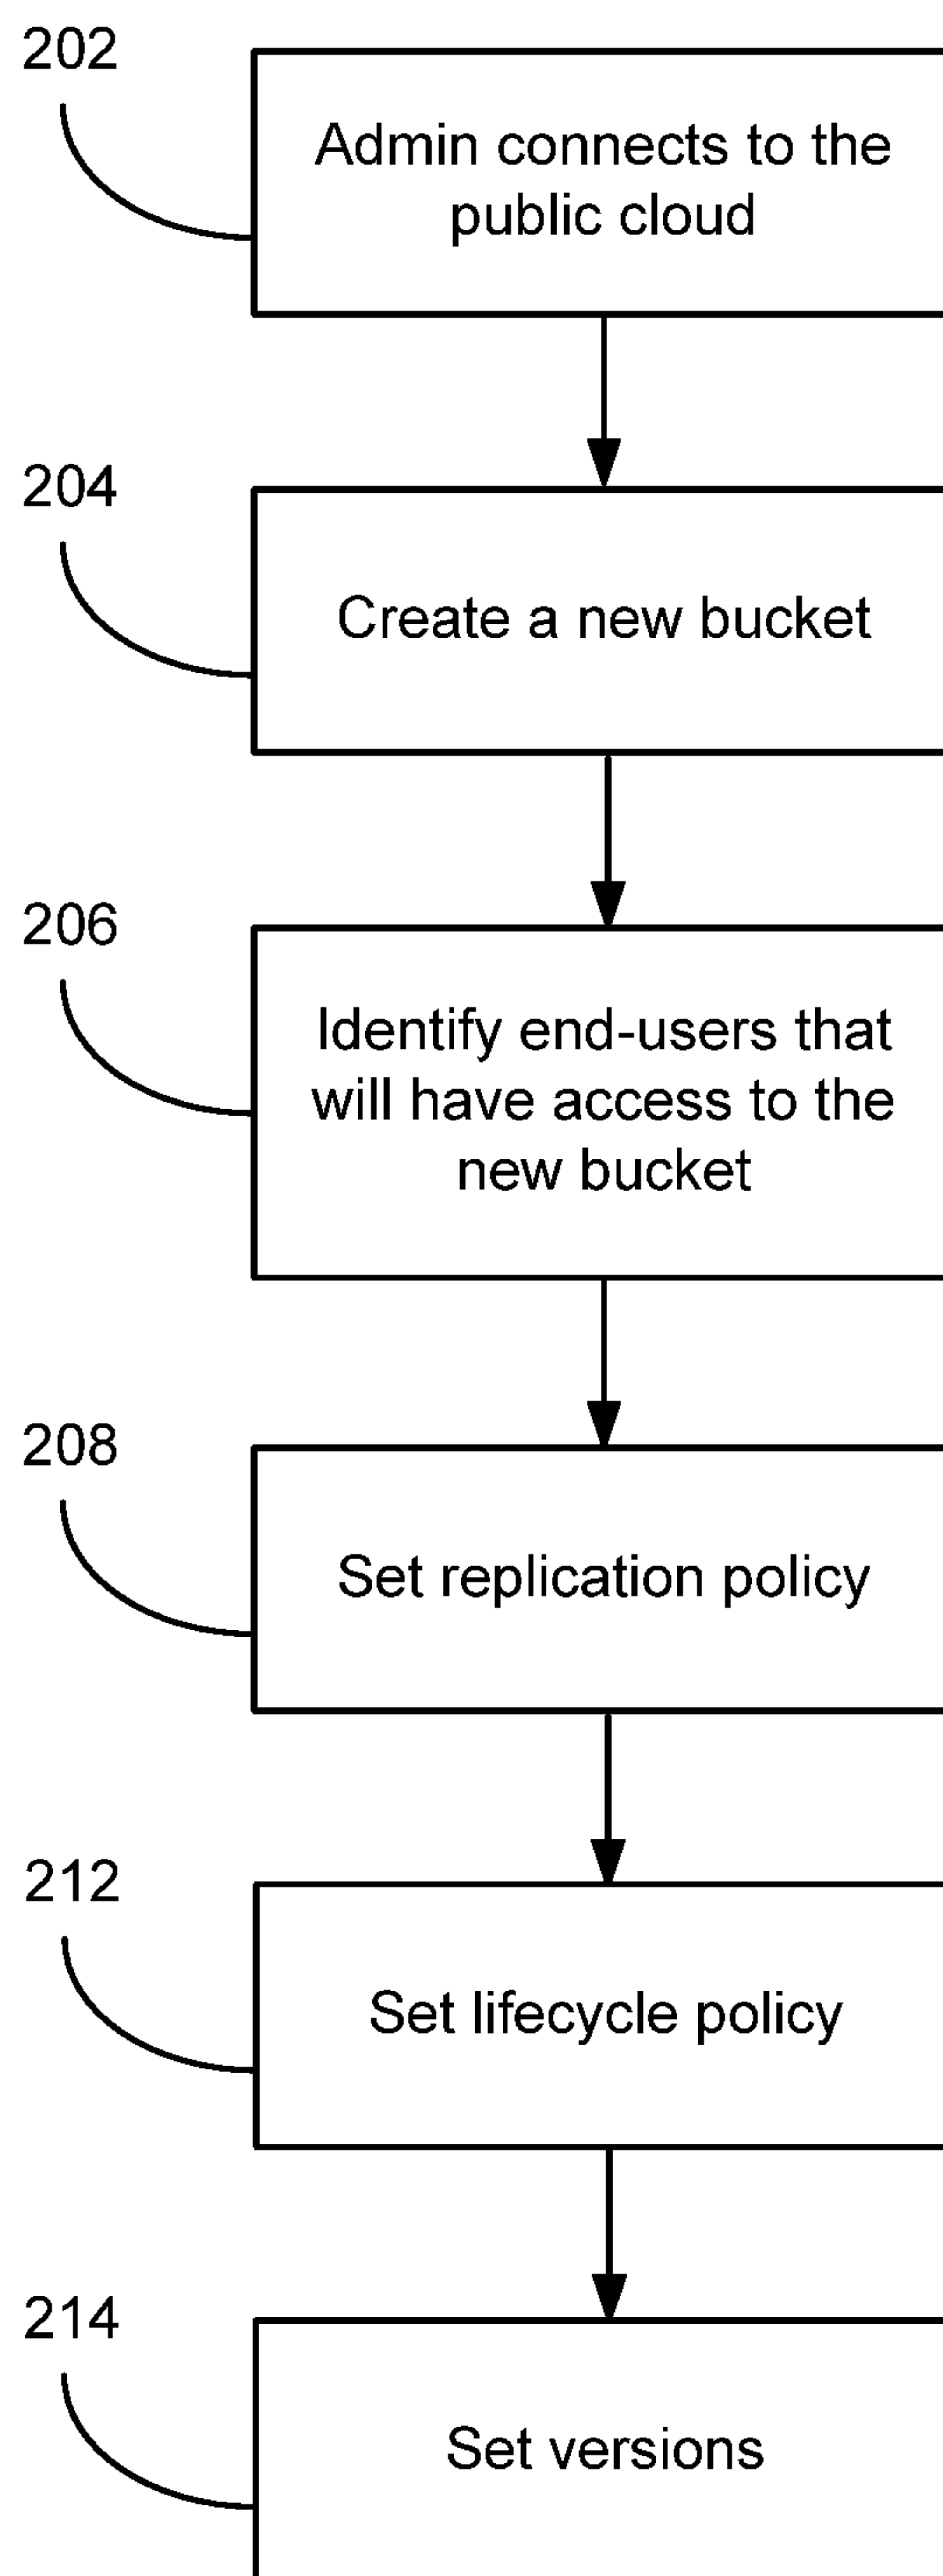 202
Admin connects to the
public cloud
204
Create a new bucket
206
Identify end-users that
will have access to the
new bucket
208
Set replication policy
212
Set lifecycle policy
214
Set versions